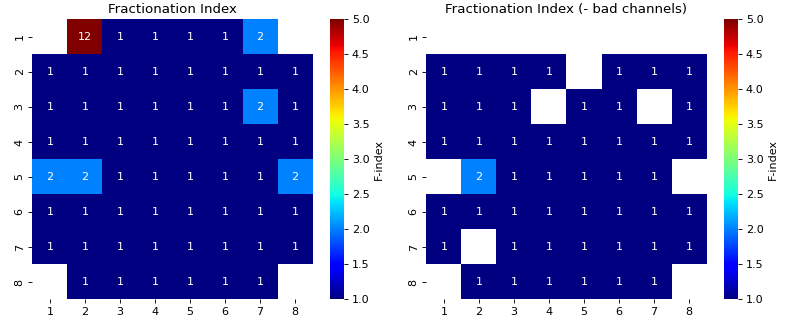 Fractionation Index
1 12 1 1 1 1 2
2 1 1 1 1 1 1 1 1
3 1 1 1 1 1 1 2 1
4 1 1 1 1 1 1 1 1
5 2 2 1 1 1 1 1 2
6 1 1 1 1 1 1 1 1
7 1 1 1 1 1 1 1 1
8 1 1 1 1 1 1
1 2 3 4 5 6 7 8
5.0
4.5
4.0
3.5
3.0
2.5
2.0
1.5
1.0
F-index
Fractionation Index (- bad channels)
1
2 1 1 1 1 1 1 1
3 1 1 1 1 1 1
4 1 1 1 1 1 1 1 1
5 2 1 1 1 1 1
6 1 1 1 1 1 1 1 1
7 1 1 1 1 1 1 1
8 1 1 1 1 1 1
1 2 3 4 5 6 7 8
5.0
4.5
4.0
3.5
3.0
2.5
2.0
1.5
1.0
F-index